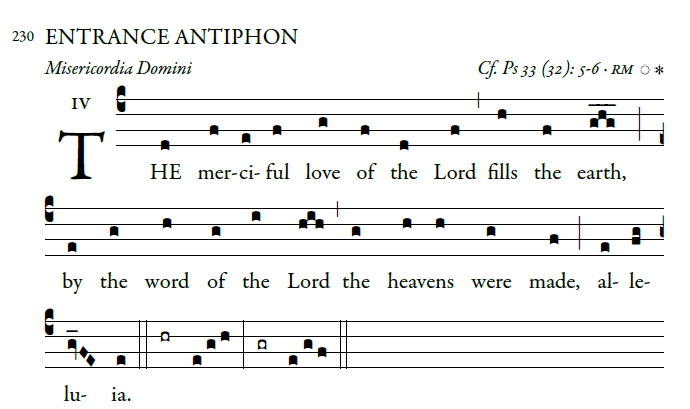 230 ENTRANCE ANTIPHON
Misericordia Domini Cf. Ps 33 (32): 5-6 · RM ◌ *
IV
THE mer-ci-ful love of the Lord fills the earth,
by the word of the Lord the heavens were made, al- le-
lu- ia.